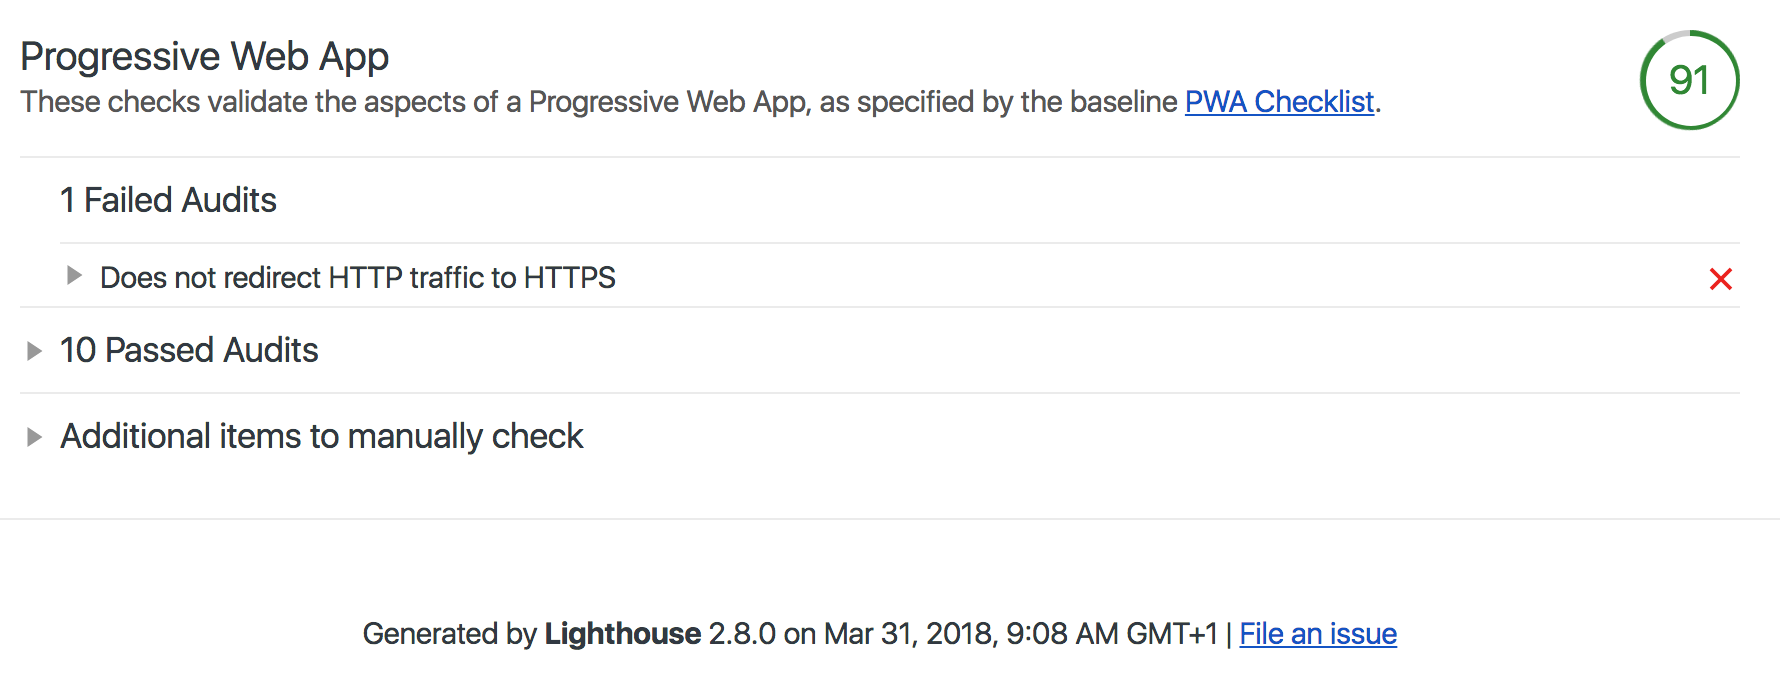 Progressive Web App
91
These checks validate the aspects of a Progressive Web App, as specified by the baseline PWA Checklist.
1 Failed Audits
Does not redirect HTTP traffic to HTTPS
10 Passed Audits
Additional items to manually check
Generated by Lighthouse 2.8.0 on Mar 31, 2018, 9:08 AM GMT+1 | File an issue